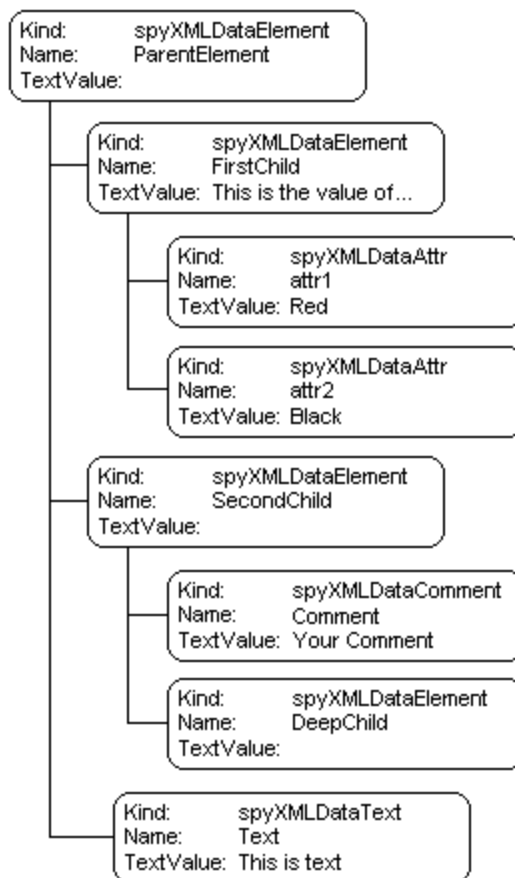 Kind: spyXMLDataElement
Name: ParentElement
TextValue:
Kind: spyXMLDataElement
Name: FirstChild
TextValue: This is the value of...
Kind: spyXMLDataAttr
Name: attr1
TextValue: Red
Kind: spyXMLDataAttr
Name: attr2
TextValue: Black
Kind: spyXMLDataElement
Name: SecondChild
TextValue:
Kind: spyXMLDataComment
Name: Comment
TextValue: Your Comment
Kind: spyXMLDataElement
Name: DeepChild
TextValue:
Kind: spyXMLDataText
Name: Text
TextValue: This is text